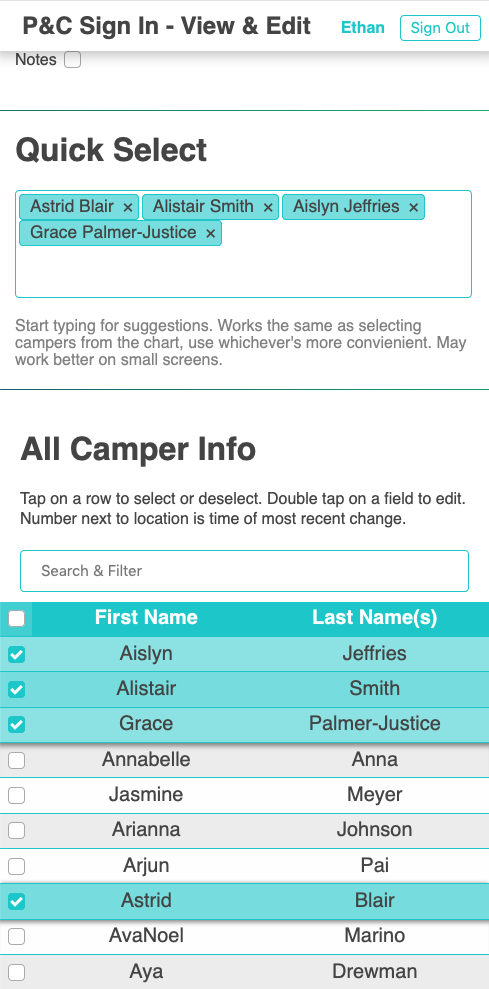 P&C Sign In - View & Edit Ethan Sign Out
Notes
Quick Select
Astrid Blair × Alistair Smith × Aislyn Jeffries ×
Grace Palmer-Justice ×
Start typing for suggestions. Works the same as selecting
campers from the chart, use whichever's more convienient. May
work better on small screens.
All Camper Info
Tap on a row to select or deselect. Double tap on a field to edit.
Number next to location is time of most recent change.
Search & Filter
First Name Last Name(s)
Aislyn Jeffries
Alistair Smith
Grace Palmer-Justice
Annabelle Anna
Jasmine Meyer
Arianna Johnson
Arjun Pai
Astrid Blair
AvaNoel Marino
Aya Drewman